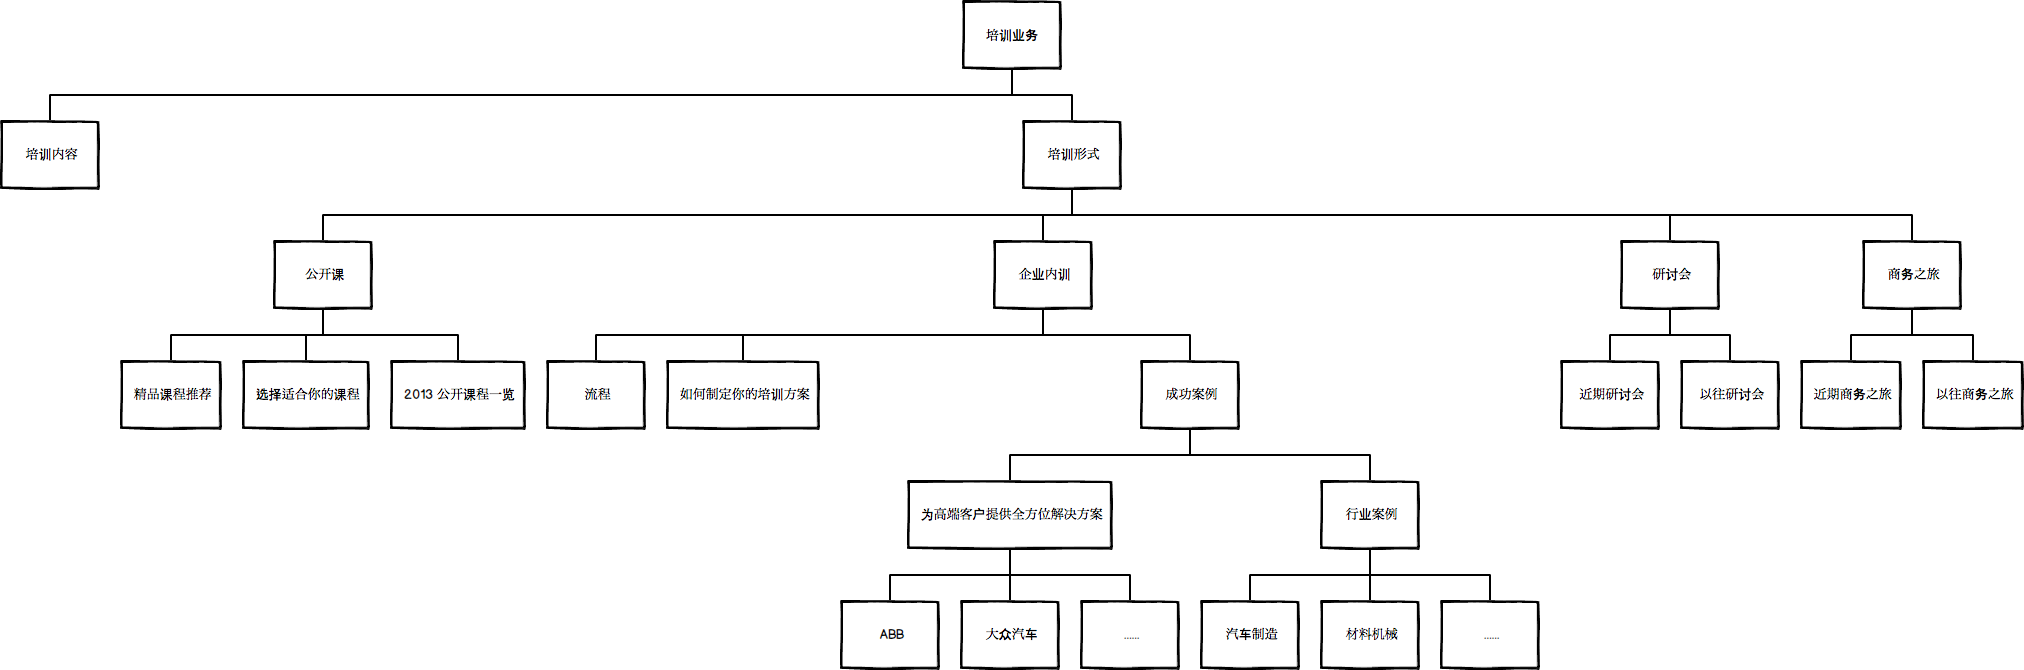 培训业务
培训内容
培训形式
公开课
企业内训
研讨会
商务之旅
精品课程推荐
选择适合你的课程
2013 公开课程一览
流程
如何制定你的培训方案
成功案例
近期研讨会
以往研讨会
近期商务之旅
以往商务之旅
为高端客户提供全方位解决方案
行业案例
ABB
大众汽车
......
汽车制造
材料机械
......